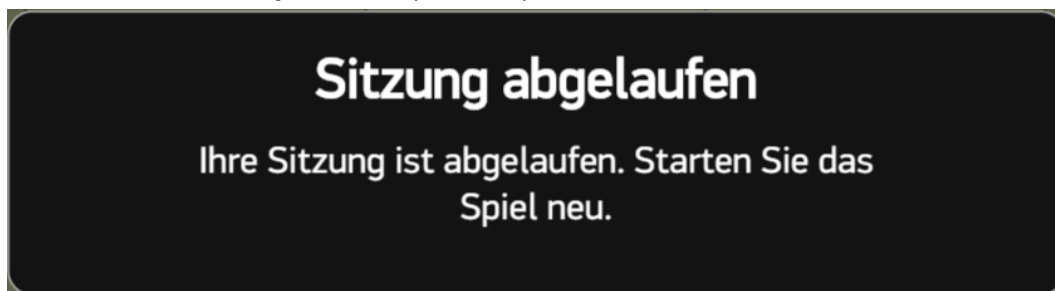 Sitzung abgelaufen
Ihre Sitzung ist abgelaufen. Starten Sie das
Spiel neu.